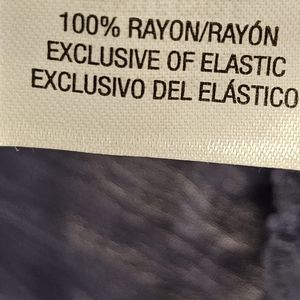 100% RAYON/RAYÓN
EXCLUSIVE OF ELASTIC
EXCLUSIVO DEL ELÁSTICO